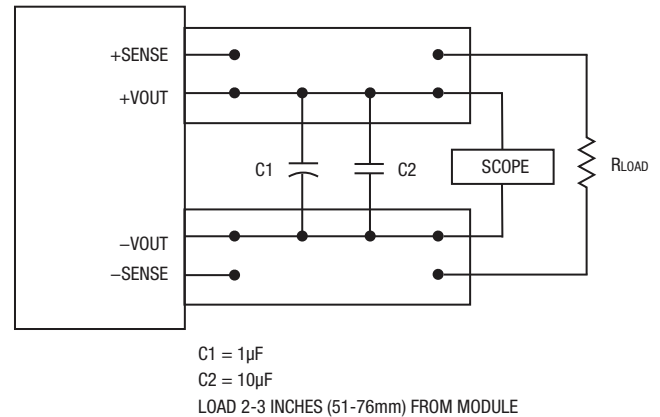 +SENSE
+VOUT
C1
C2
SCOPE
RLOAD
−VOUT
−SENSE
C1 = 1µF
C2 = 10µF
LOAD 2-3 INCHES (51-76mm) FROM MODULE